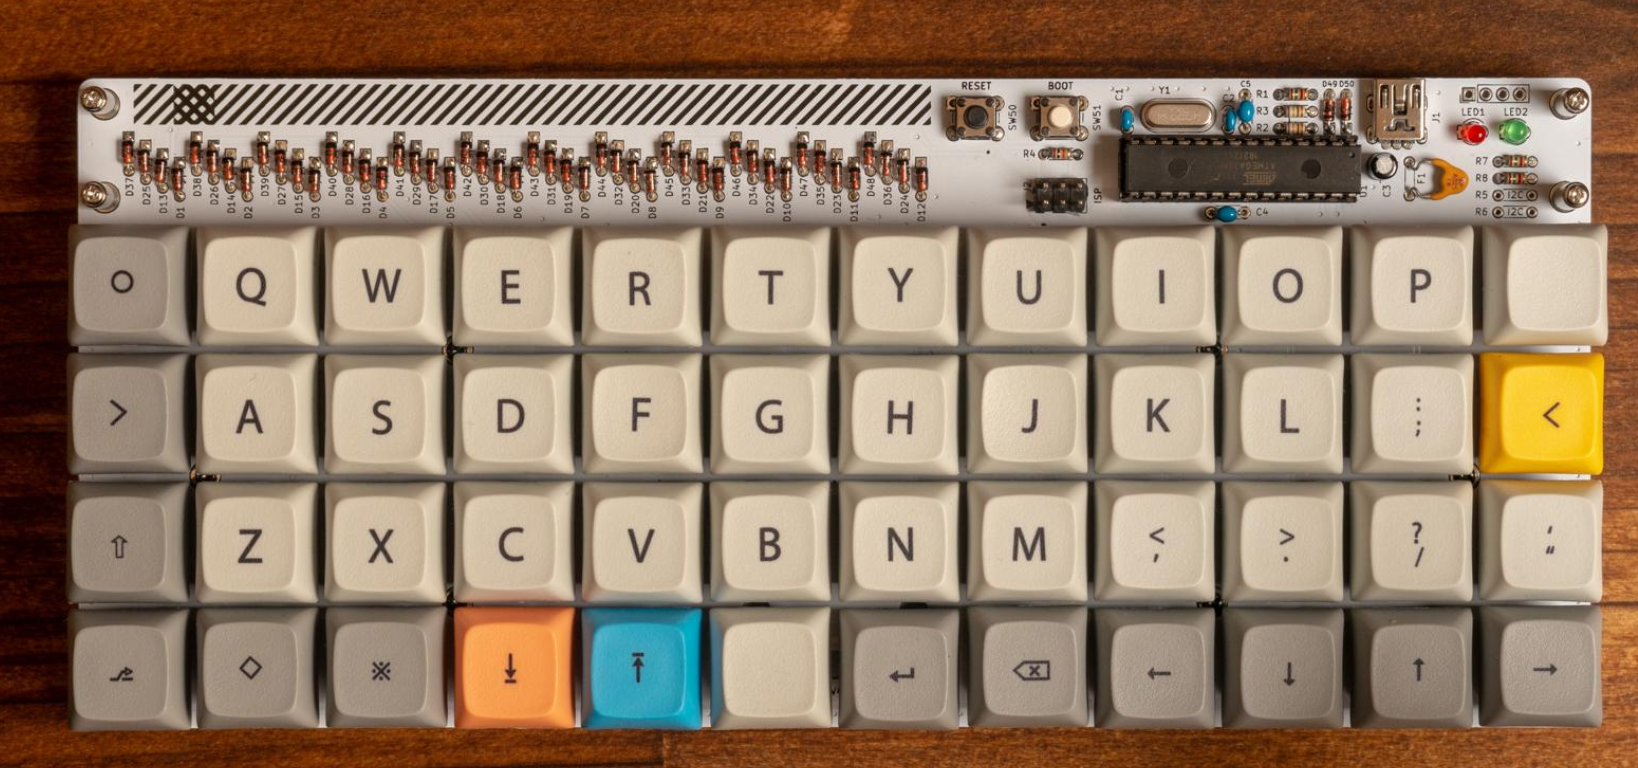 RESET
BOOT
C1
Y1
C5
R1
D49 D50
SW50
SW51
R3
J1
LED1
LED2
R2
R4
R7
R8
ISP
C3
F1
R5 I2C
C4
R6 I2C
D37 D25 D13 D1 D38 D26 D14 D2 D39 D27 D15 D3 D40 D28 D16 D4 D41 D29 D17 D5 D42 D30 D18 D6 D43 D31 D19 D7 D44 D32 D20 D8 D45 D33 D21 D9 D46 D34 D22 D10 D47 D35 D23 D11 D48 D36 D24 D12
Q W E R T Y U I O P
> A S D F G H J K L ; <
⇧ Z X C V B N M < , > . ? / ‘ “
◇ ※ ↓ ↑ ↵ ⌫ ← ↓ ↑ →